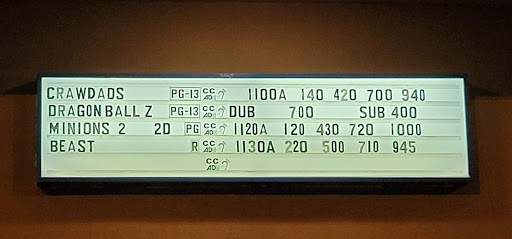 CRAWDADS PG-13 CC AD 1100A 140 420 700 940
DRAGON BALL Z PG-13 CC AD DUB 700 SUB 400
MINIONS 2 2D PG CC AD 1120A 120 430 720 1000
BEAST R CC AD 1130A 220 500 710 945
CC AD